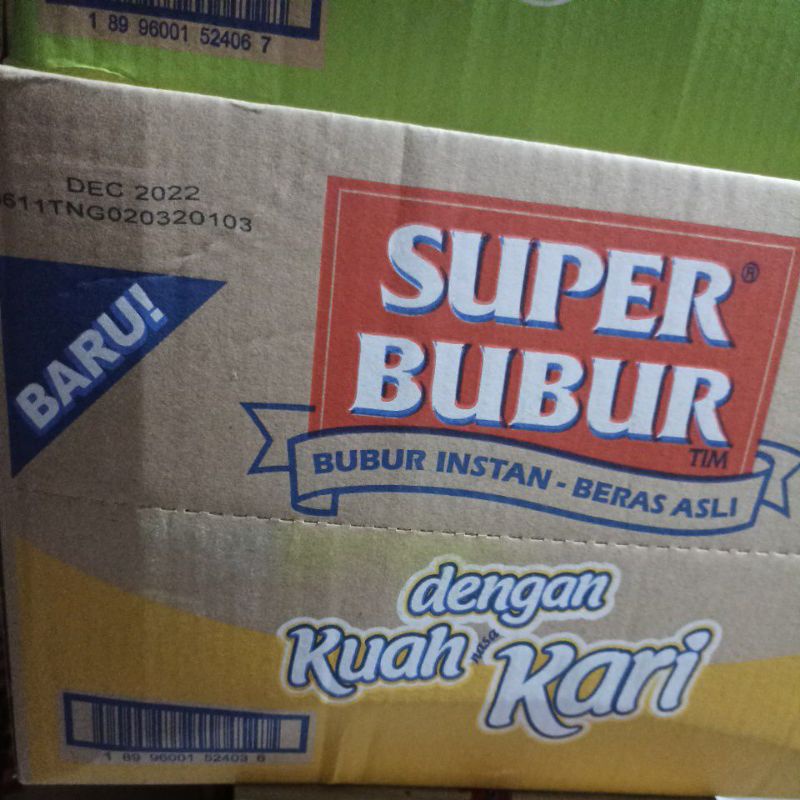 1 89 96001 52406 7
DEC 2022
611TNG020320103
BARU!
SUPER®
BUBUR
TIM
BUBUR INSTAN - BERAS ASLI
dengan
Kuah rasa Kari
1 89 96001 52403 6